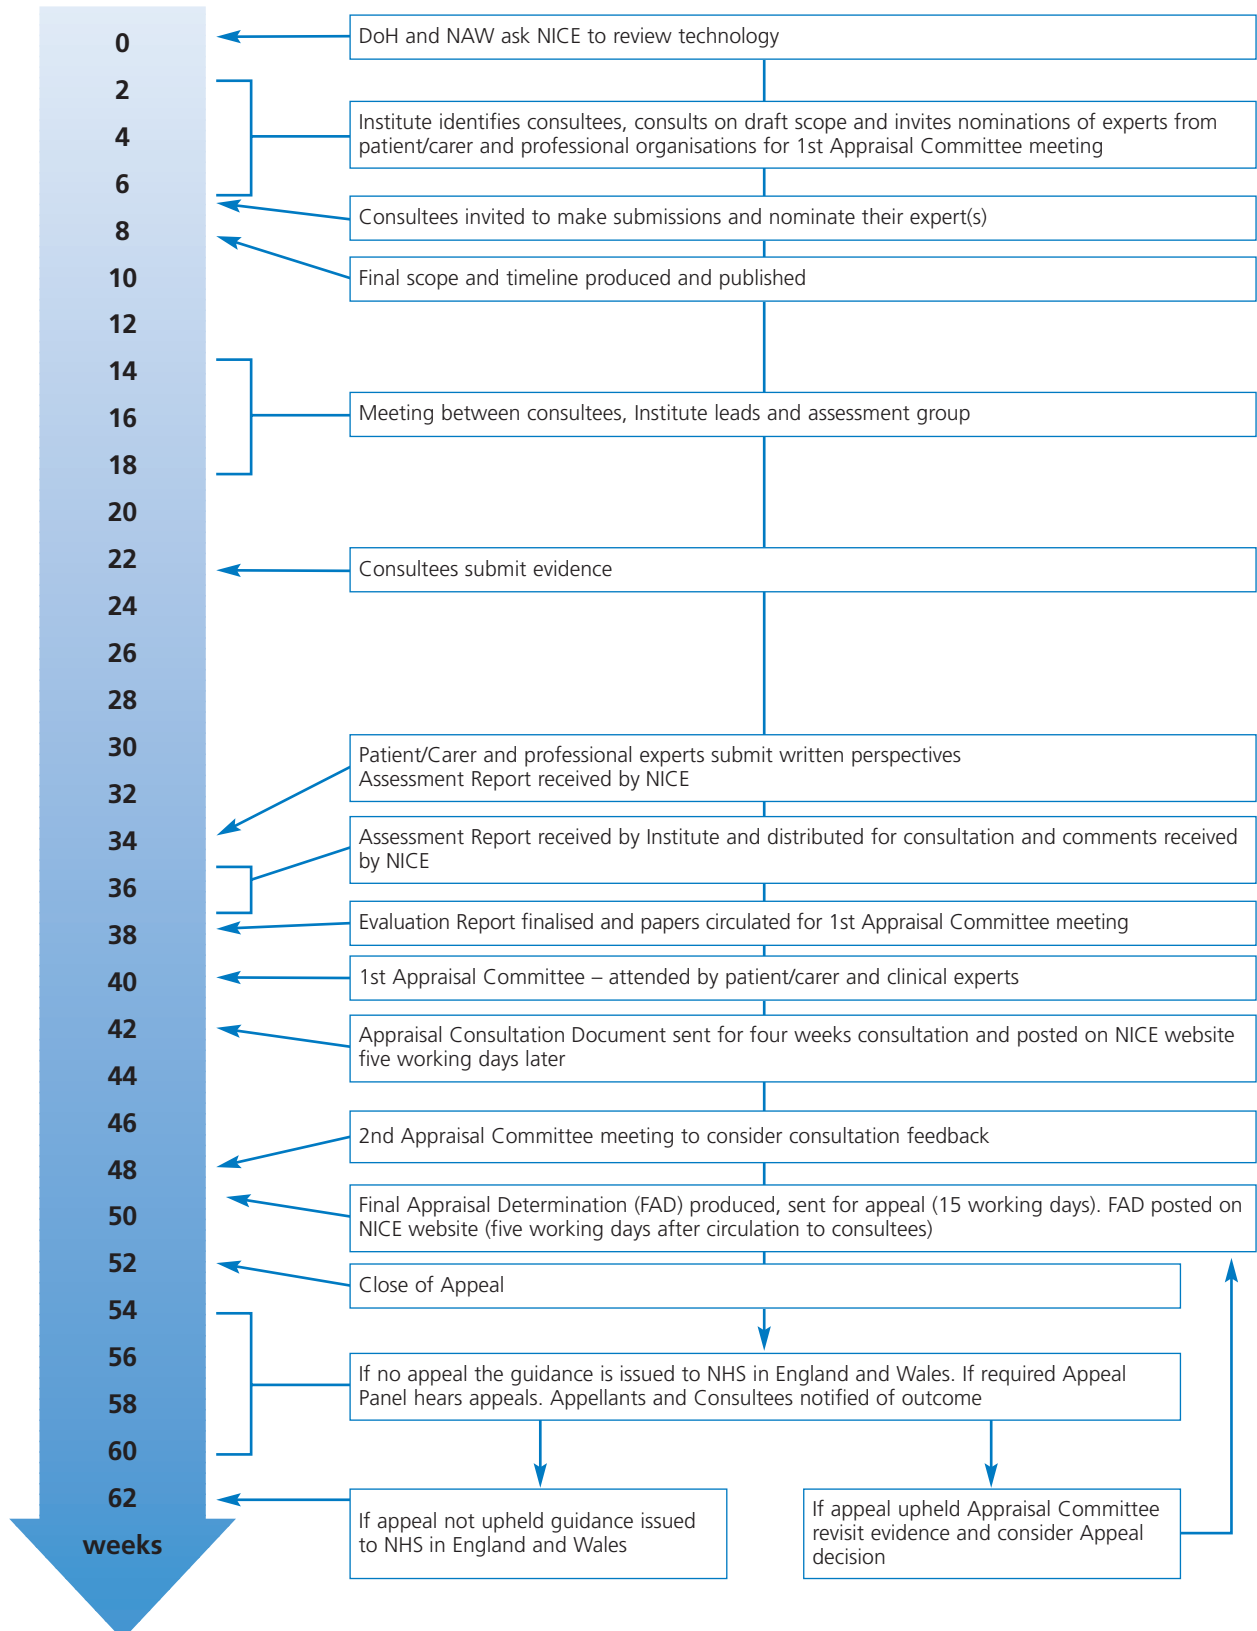 0
DoH and NAW ask NICE to review technology
2
4
Institute identifies consultees, consults on draft scope and invites nominations of experts from
patient/carer and professional organisations for 1st Appraisal Committee meeting
6
Consultees invited to make submissions and nominate their expert(s)
8
10
Final scope and timeline produced and published
12
14
16
Meeting between consultees, Institute leads and assessment group
18
20
22
Consultees submit evidence
24
26
28
30
Patient/Carer and professional experts submit written perspectives
Assessment Report received by NICE
32
34
Assessment Report received by Institute and distributed for consultation and comments received
by NICE
36
Evaluation Report finalised and papers circulated for 1st Appraisal Committee meeting
38
40
1st Appraisal Committee – attended by patient/carer and clinical experts
42
Appraisal Consultation Document sent for four weeks consultation and posted on NICE website
five working days later
44
46
2nd Appraisal Committee meeting to consider consultation feedback
48
Final Appraisal Determination (FAD) produced, sent for appeal (15 working days). FAD posted on
NICE website (five working days after circulation to consultees)
50
52
Close of Appeal
54
56
If no appeal the guidance is issued to NHS in England and Wales. If required Appeal
Panel hears appeals. Appellants and Consultees notified of outcome
58
60
62
If appeal not upheld guidance issued
to NHS in England and Wales
If appeal upheld Appraisal Committee
revisit evidence and consider Appeal
decision
weeks